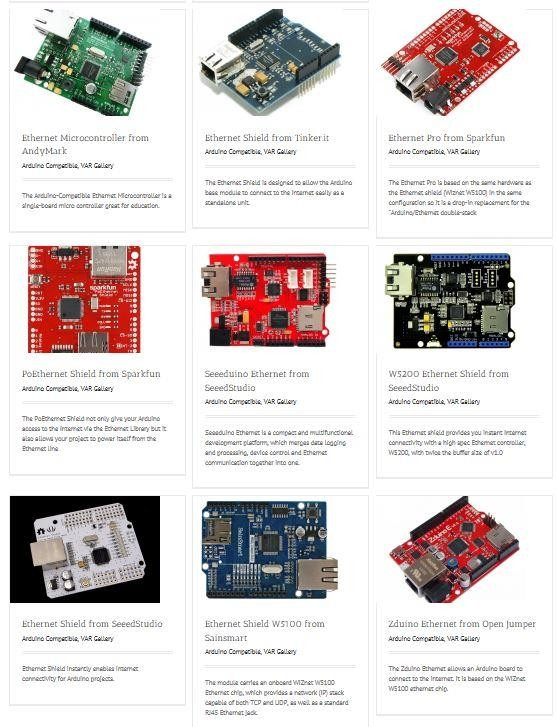 Ethernet Microcontroller from
AndyMark
Arduino Compatible, VAR Gallery
The Arduino-Compatible Ethernet Microcontroller is a
single-board micro controller great for education.
Ethernet Shield from Tinker.it
Arduino Compatible, VAR Gallery
The Ethernet Shield is designed to allow the Arduino
base module to connect to the internet easily as a
standalone unit.
Ethernet Pro from Sparkfun
Arduino Compatible, VAR Gallery
The Ethernet Pro is based on the same hardware as
the Ethernet shield (Wiznet W5100) in the same
configuration so it is a drop-in replacement for the
"Arduino/Ethernet double-stack
sparkfun
PoEthernet Shield from Sparkfun
Arduino Compatible, VAR Gallery
The PoEthernet Shield not only give your Arduino
access to the internet via the Ethernet Library but it
also allows your project to power itself from the
Ethernet line.
Seeeduino Ethernet from
SeeedStudio
Arduino Compatible, VAR Gallery
Seeeduino Ethernet is a compact and multifunctional
development platform, which merges data logging
and processing, device control and Ethernet
communication together into one.
W5200 Ethernet Shield from
SeeedStudio
Arduino Compatible, VAR Gallery
This Ethernet shield provides you instant internet
connectivity with a high spec Ethernet controller,
W5200, with twice the buffer size of v1.0
Ethernet Shield from SeeedStudio
Arduino Compatible, VAR Gallery
Ethernet Shield instantly enables internet
connectivity for Arduino projects.
SainSmart
Ethernet Shield W5100 from
Sainsmart
Arduino Compatible, VAR Gallery
The module carries an onboard WIZnet W5100
Ethernet chip, which provides a network (IP) stack
capable of both TCP and UDP, as well as a standard
RJ45 Ethernet jack.
Zduino E
Zduino Ethernet from Open Jumper
Arduino Compatible, VAR Gallery
The Zduino Ethernet allows an Arduino board to
connect to the internet. It is based on the WIZnet
W5100 ethernet chip.